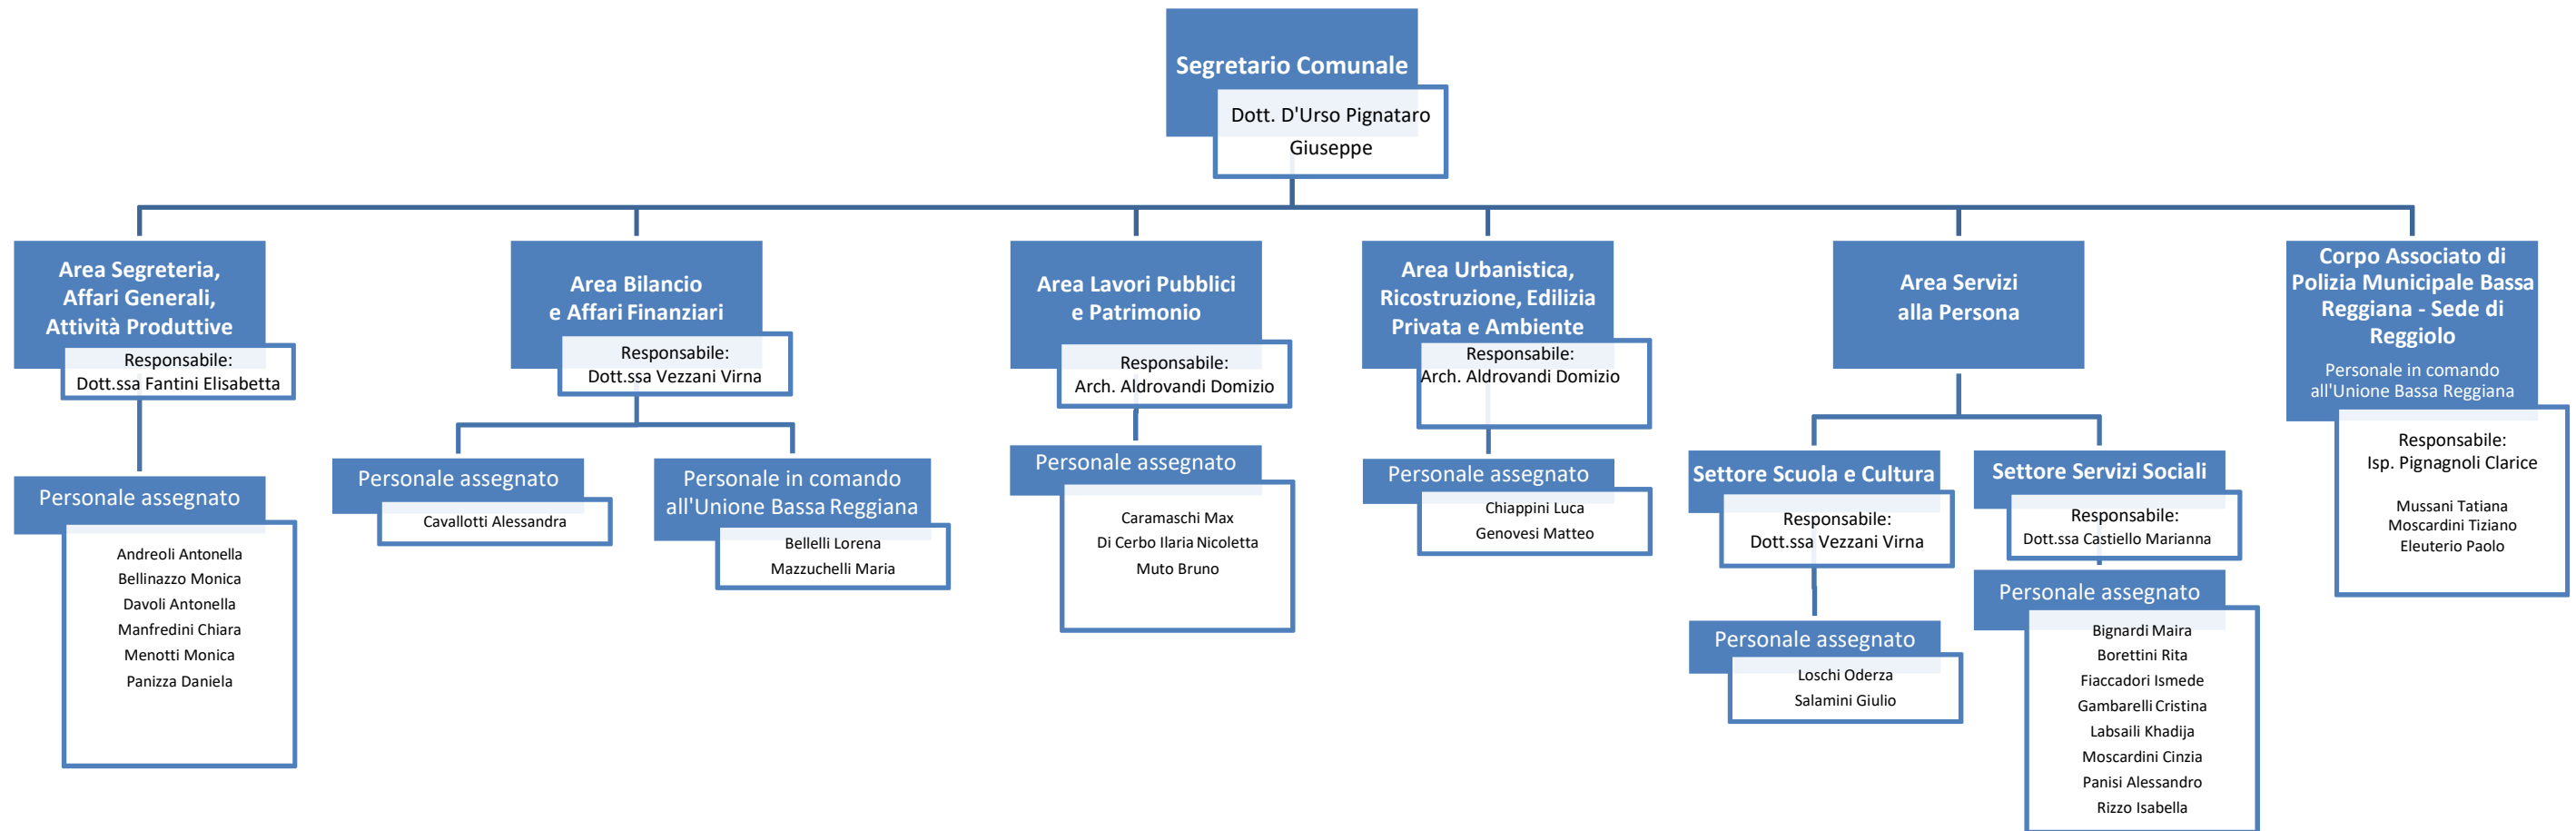 Segretario Comunale
Dott. D'Urso Pignataro
Giuseppe
Area Segreteria,
Affari Generali,
Attività Produttive
Responsabile:
Dott.ssa Fantini Elisabetta
Personale assegnato
Andreoli Antonella
Bellinazzo Monica
Davoli Antonella
Manfredini Chiara
Menotti Monica
Panizza Daniela
Area Bilancio
e Affari Finanziari
Responsabile:
Dott.ssa Vezzani Virna
Personale assegnato
Cavallotti Alessandra
Personale in comando
all'Unione Bassa Reggiana
Bellelli Lorena
Mazzuchelli Maria
Area Lavori Pubblici
e Patrimonio
Responsabile:
Arch. Aldrovandi Domizio
Personale assegnato
Caramaschi Max
Di Cerbo Ilaria Nicoletta
Muto Bruno
Area Urbanistica,
Ricostruzione, Edilizia
Privata e Ambiente
Responsabile:
Arch. Aldrovandi Domizio
Personale assegnato
Chiappini Luca
Genovesi Matteo
Area Servizi
alla Persona
Settore Scuola e Cultura
Responsabile:
Dott.ssa Vezzani Virna
Personale assegnato
Loschi Oderza
Salamini Giulio
Settore Servizi Sociali
Responsabile:
Dott.ssa Castiello Marianna
Personale assegnato
Bignardi Maira
Borettini Rita
Fiaccadori Ismede
Gambarelli Cristina
Labsaili Khadija
Moscardini Cinzia
Panisi Alessandro
Rizzo Isabella
Corpo Associato di
Polizia Municipale Bassa
Reggiana - Sede di
Reggiolo
Personale in comando
all'Unione Bassa Reggiana
Responsabile:
Isp. Pignagnoli Clarice
Mussani Tatiana
Moscardini Tiziano
Eleuterio Paolo